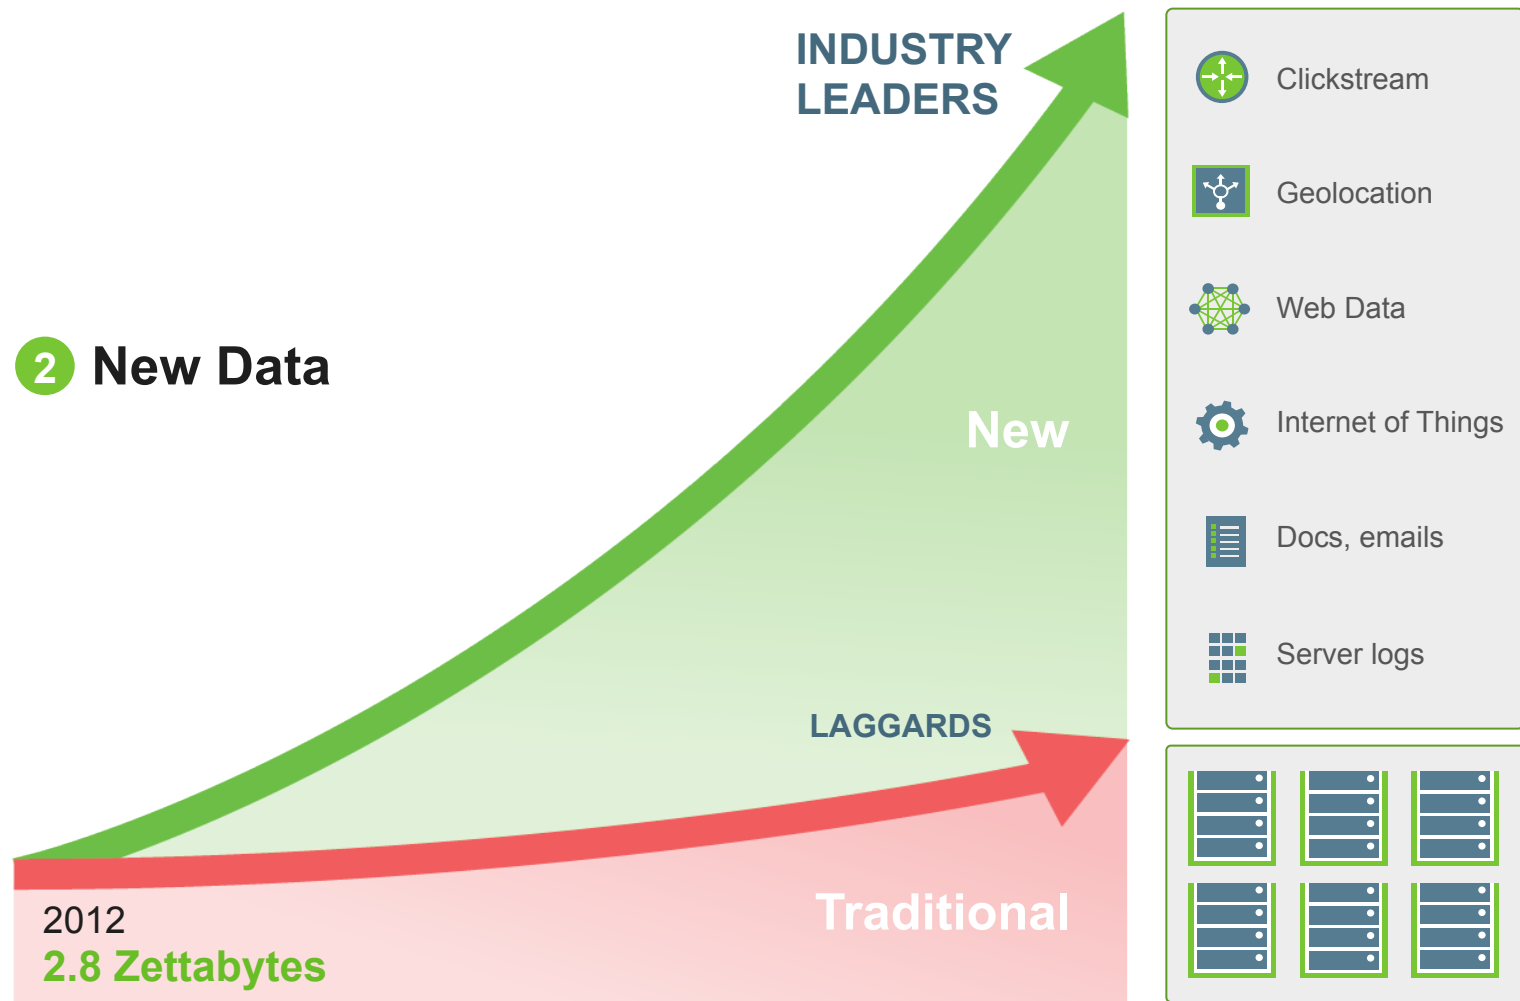 INDUSTRY
LEADERS
2 New Data
New
LAGGARDS
Traditional
2012
2.8 Zettabytes
Clickstream
Geolocation
Web Data
Internet of Things
Docs, emails
Server logs